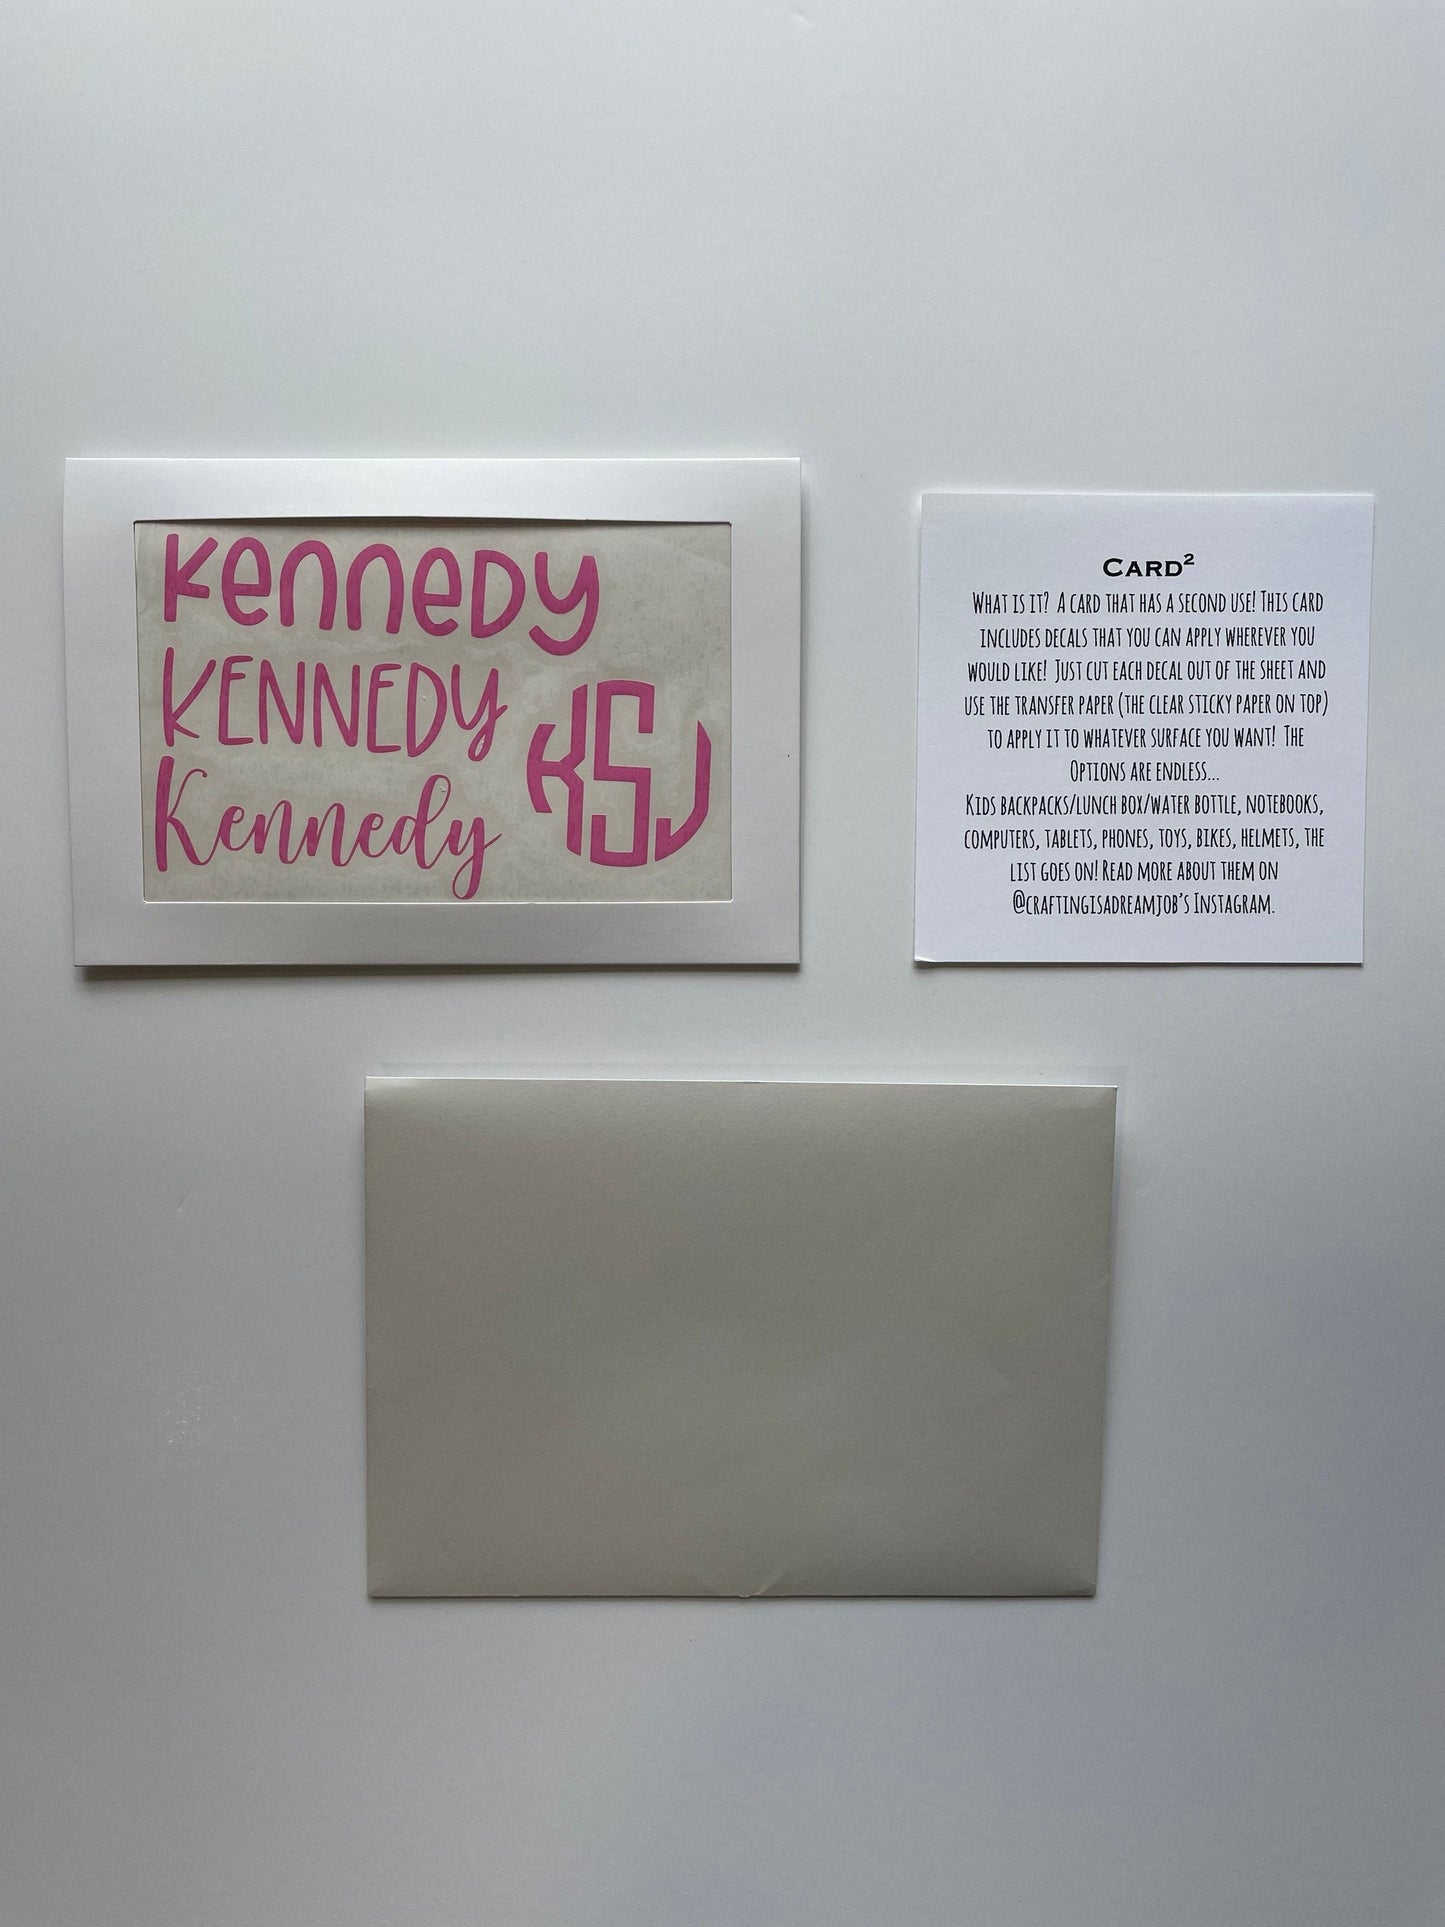 Kennedy
KENNEDY
Kennedy
KSJ
CARD²
WHAT IS IT? A CARD THAT HAS A SECOND USE! THIS CARD
INCLUDES DECALS THAT YOU CAN APPLY WHEREVER YOU
WOULD LIKE! JUST CUT EACH DECAL OUT OF THE SHEET AND
USE THE TRANSFER PAPER (THE CLEAR STICKY PAPER ON TOP)
TO APPLY IT TO WHATEVER SURFACE YOU WANT! THE
OPTIONS ARE ENDLESS...
KIDS BACKPACKS/LUNCH BOX/WATER BOTTLE, NOTEBOOKS,
COMPUTERS, TABLETS, PHONES, TOYS, BIKES, HELMETS, THE
LIST GOES ON! READ MORE ABOUT THEM ON
@CRAFTINGISADREAMJOB'S INSTAGRAM.